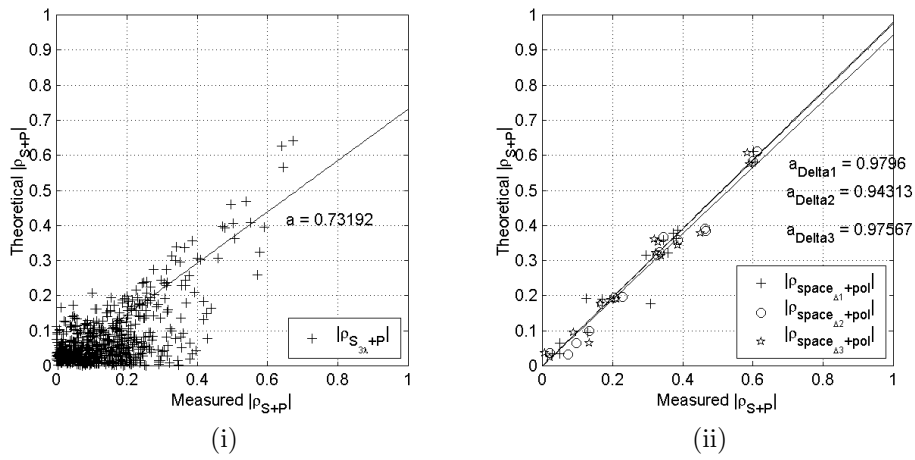 1
0.9
0.8
0.7
0.6
0.5
0.4
0.3
0.2
0.1
0
0 0.2 0.4 0.6 0.8 1
Theoretical |ρS+P|
Measured |ρS+P|
a = 0.73192
|ρS3λ+P|
(i)
1
0.9
0.8
0.7
0.6
0.5
0.4
0.3
0.2
0.1
0
0 0.2 0.4 0.6 0.8 1
Theoretical |ρS+P|
Measured |ρS+P|
aDelta1 = 0.9796
aDelta2 = 0.94313
aDelta3 = 0.97567
|ρspaceΔ1+pol|
|ρspaceΔ2+pol|
|ρspaceΔ3+pol|
(ii)